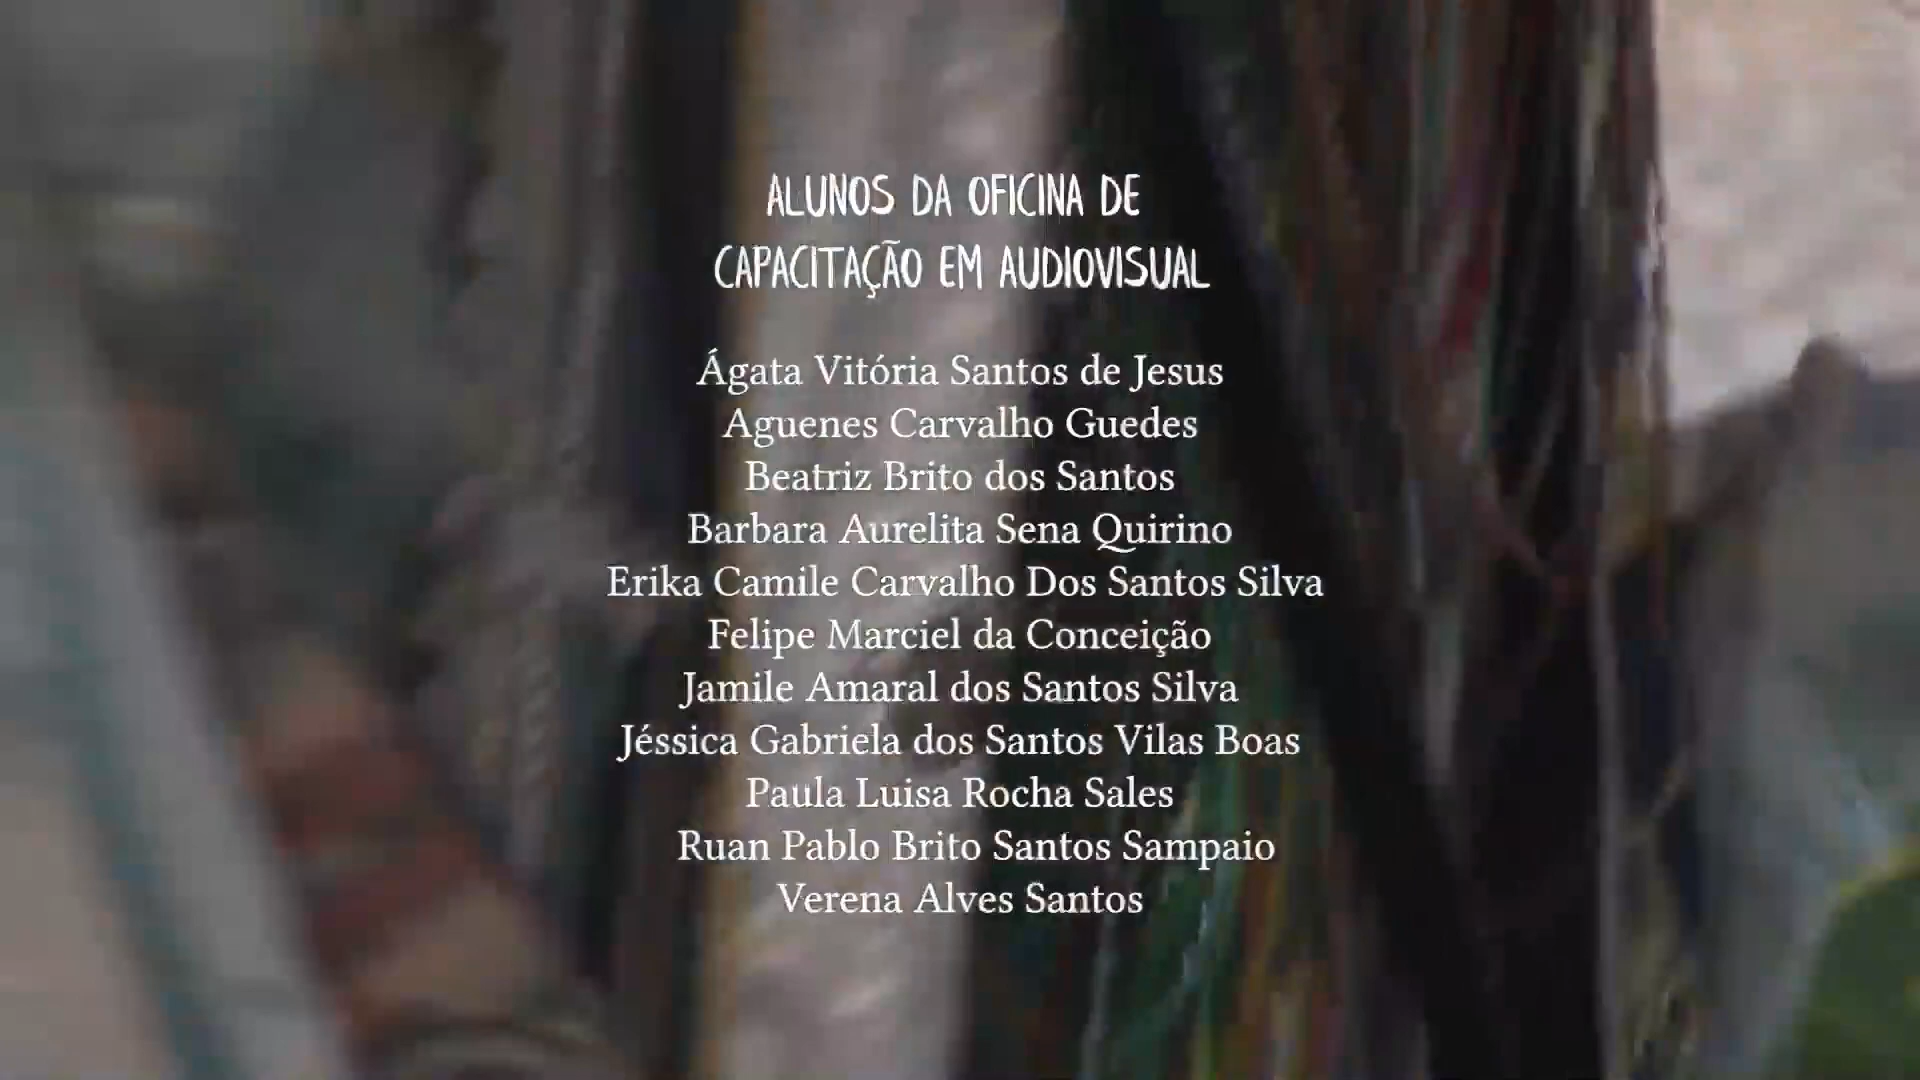 ALUNOS DA OFICINA DE
CAPACITAÇÃO EM AUDIOVISUAL
Ágata Vitória Santos de Jesus
Aguenes Carvalho Guedes
Beatriz Brito dos Santos
Barbara Aurelita Sena Quirino
Erika Camile Carvalho Dos Santos Silva
Felipe Marciel da Conceição
Jamile Amaral dos Santos Silva
Jéssica Gabriela dos Santos Vilas Boas
Paula Luisa Rocha Sales
Ruan Pablo Brito Santos Sampaio
Verena Alves Santos